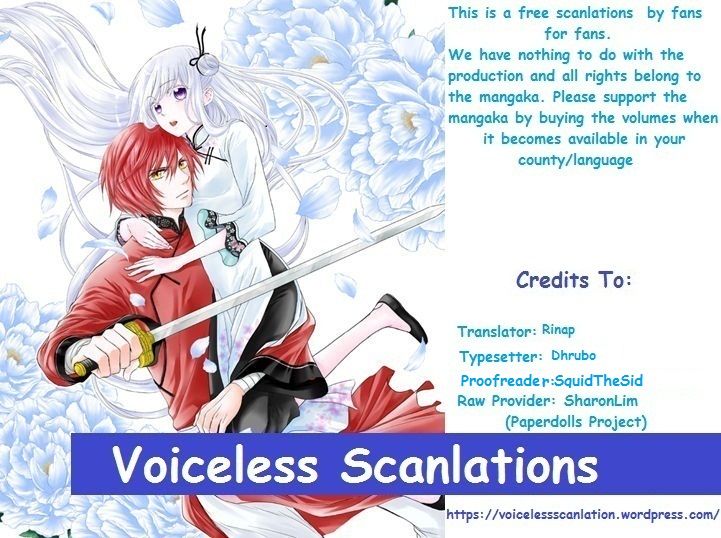 This is a free scanlations by fans
for fans.
We have nothing to do with the
production and all rights belong to
the mangaka. Please support the
mangaka by buying the volumes when
it becomes available in your
county/language
Credits To:
Translator: Rinap
Typesetter: Dhrubo
Proofreader:SquidTheSid
Raw Provider: SharonLim
(Paperdolls Project)
Voiceless Scanlations
https://voicelessscanlation.wordpress.com/